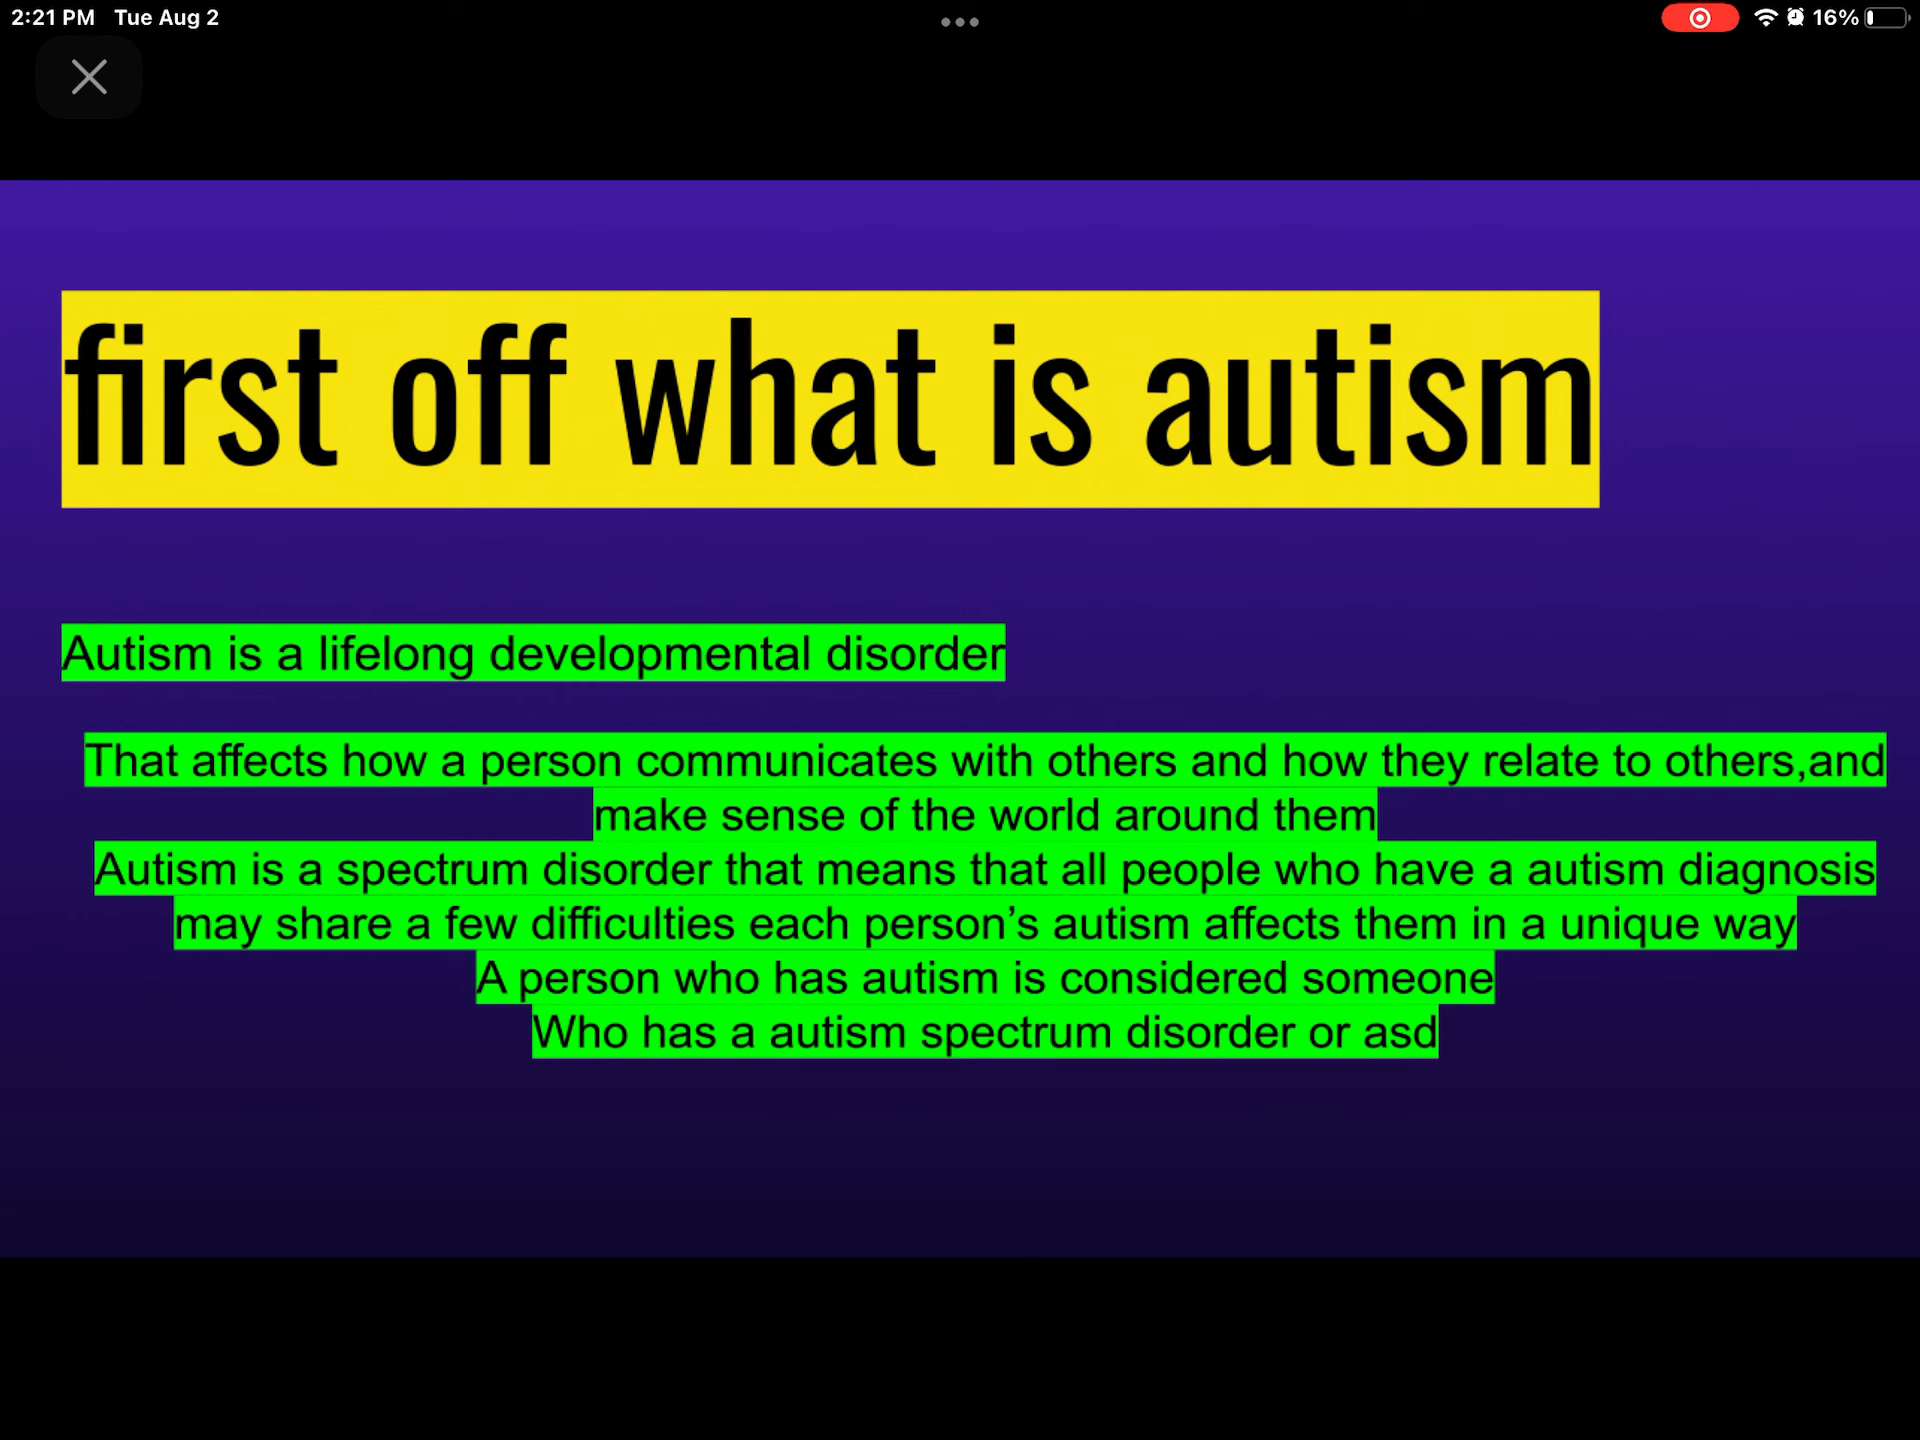 2:21 PM Tue Aug 2 16%
first off what is autism
Autism is a lifelong developmental disorder
That affects how a person communicates with others and how they relate to others,and
make sense of the world around them
Autism is a spectrum disorder that means that all people who have a autism diagnosis
may share a few difficulties each person’s autism affects them in a unique way
A person who has autism is considered someone
Who has a autism spectrum disorder or asd